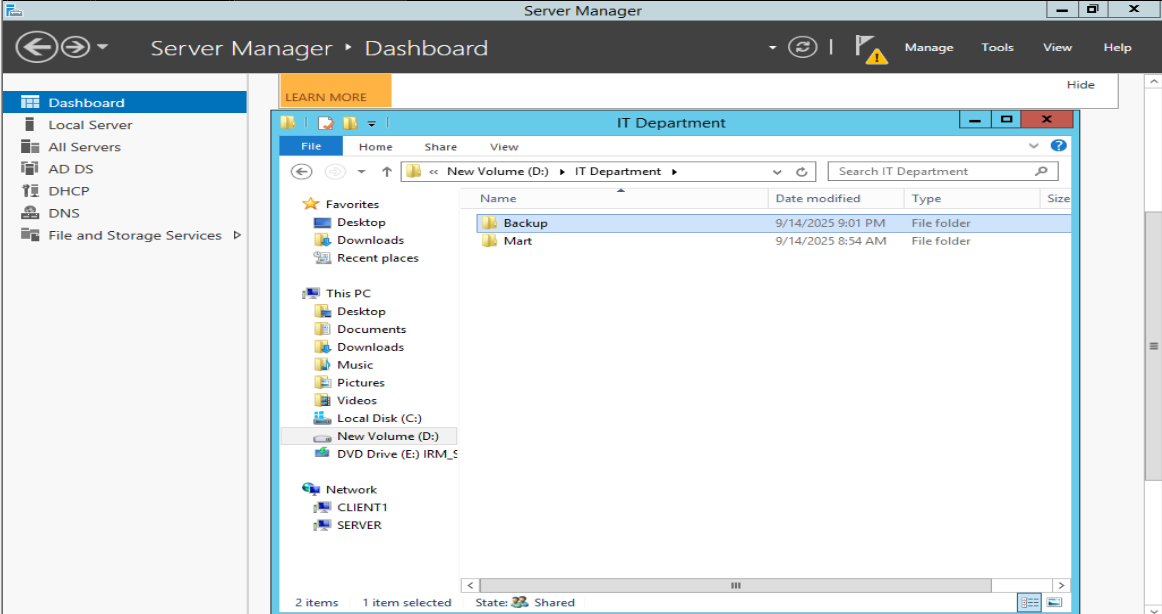 Server Manager
Server Manager ‣ Dashboard
Manage Tools View Help
Dashboard
Local Server
All Servers
AD DS
DHCP
DNS
File and Storage Services
LEARN MORE
Hide
IT Department
File Home Share View
« New Volume (D:) ▸ IT Department ▸
Search IT Department
Favorites
Desktop
Downloads
Recent places
This PC
Desktop
Documents
Downloads
Music
Pictures
Videos
Local Disk (C:)
New Volume (D:)
DVD Drive (E:) IRM_S
Network
CLIENT1
SERVER
Name Date modified Type Size
Backup 9/14/2025 9:01 PM File folder
Mart 9/14/2025 8:54 AM File folder
2 items 1 item selected State: Shared